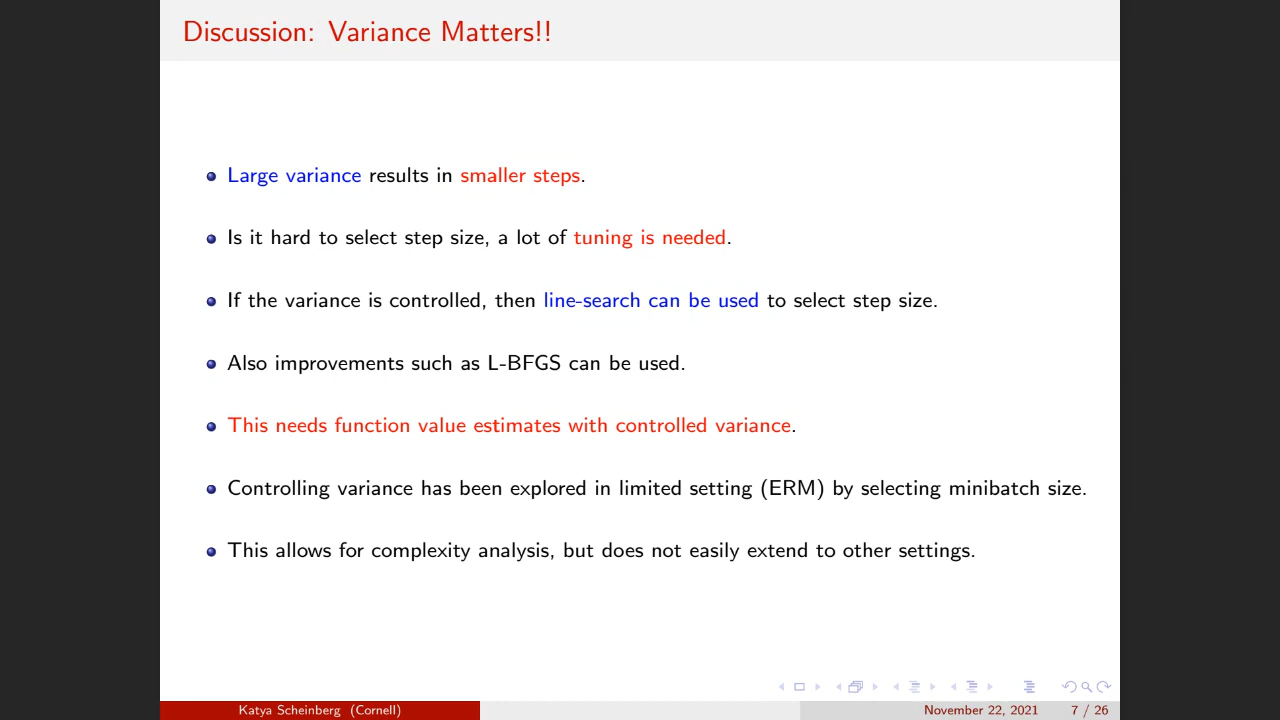 Discussion: Variance Matters!!
Large variance results in smaller steps.
Is it hard to select step size, a lot of tuning is needed.
If the variance is controlled, then line-search can be used to select step size.
Also improvements such as L-BFGS can be used.
This needs function value estimates with controlled variance.
Controlling variance has been explored in limited setting (ERM) by selecting minibatch size.
This allows for complexity analysis, but does not easily extend to other settings.
Katya Scheinberg (Cornell) November 22, 2021 7 / 26